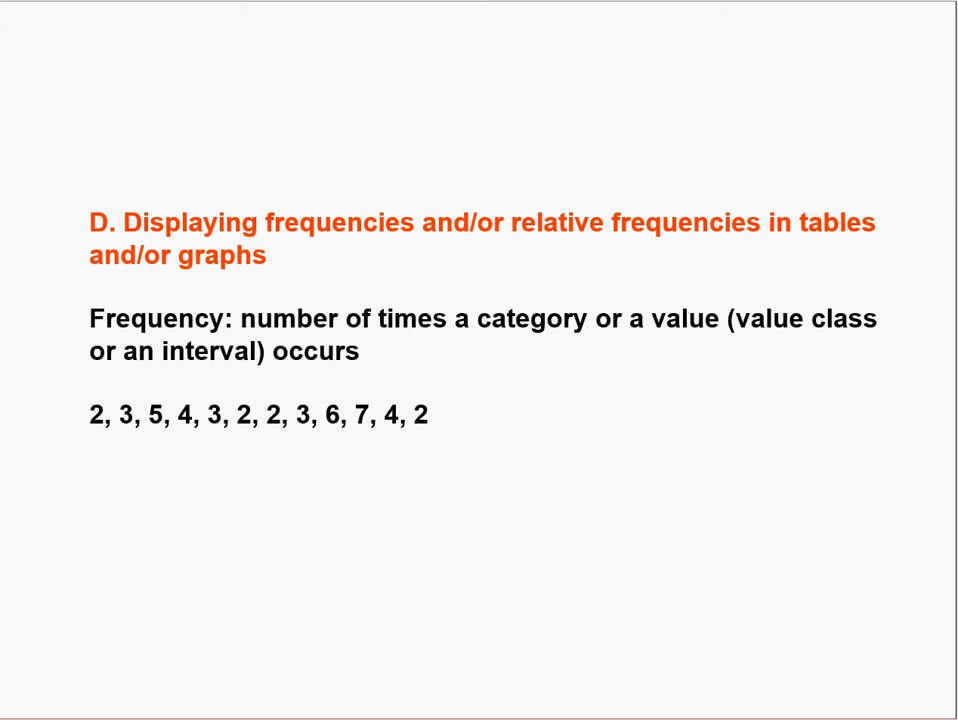 D. Displaying frequencies and/or relative frequencies in tables
and/or graphs
Frequency: number of times a category or a value (value class
or an interval) occurs
2, 3, 5, 4, 3, 2, 2, 3, 6, 7, 4, 2